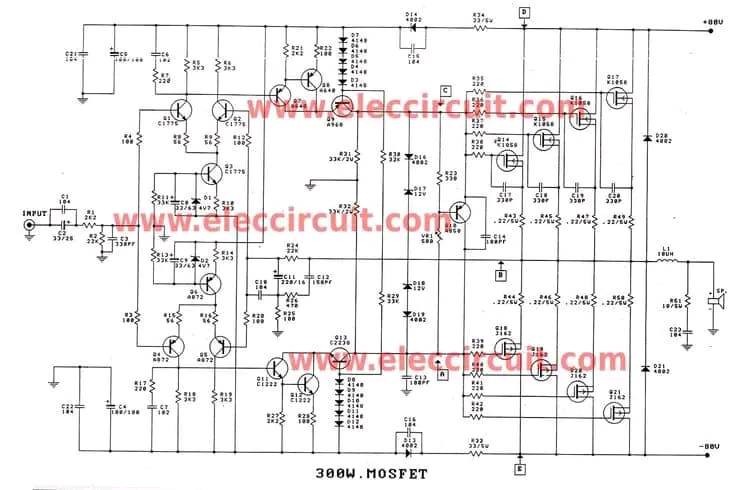 D
D14
4002
R34
33/5W
+80V
C21
104
C5
100/100
C6
102
R7
220
R5
3K3
R6
3K3
R21
2K2
R22
100
D7
4148
D6
4148
D5
4148
D4
4148
D3
4148
C15
104
Q7
A640
Q8
A640
Q9
A968
C
R35
220
R36
220
R37
220
R38
220
Q17
K1058
Q16
K1058
Q15
K1058
Q14
K1058
www.eleccircuit.com
R4
100
Q1
C1775
Q2
C1775
R8
56
R9
56
R12
100
Q3
C1775
R31
33K/2W
R30
33K
D16
4002
D17
12V
R23
330
D20
4002
C17
330P
C18
330P
C19
330P
C20
330P
INPUT
C1
104
C2
33/25
R1
2K2
R2
22K
C3
330PF
R11
33K
C8
33/63
D1
4V7
R10
3K3
R32
33K/2W
VR1
500
Q10
A950
C14
100PF
R43
.22/5W
R45
.22/5W
R47
.22/5W
R49
.22/5W
www.eleccircuit.com
R13
33K
C9
33/63
D2
4V7
R14
3K3
Q6
A872
R24
22K
C10
104
C11
220/16
C12
150PF
R26
470
R25
100
B
L1
10UH
R15
56
R16
56
R3
100
R20
100
R29
33K
D18
12V
D19
4002
R44
.22/5W
R46
.22/5W
R48
.22/5W
R50
.22/5W
R51
10/5W
C23
104
SP.
Q4
A872
Q5
A872
Q13
C2238
Q11
C1222
Q12
C1222
www.eleccircuit.com
R39
220
R40
220
R41
220
R42
220
Q18
J162
Q19
J162
Q20
J162
Q21
J162
D21
4002
A
C13
100PF
D8
4148
D9
4148
D10
4148
D11
4148
D12
4148
C22
104
C4
100/100
R17
220
C7
102
R18
3K3
R19
3K3
R27
2K2
R28
100
C16
104
D13
4002
R33
33/5W
-80V
E
300W.MOSFET